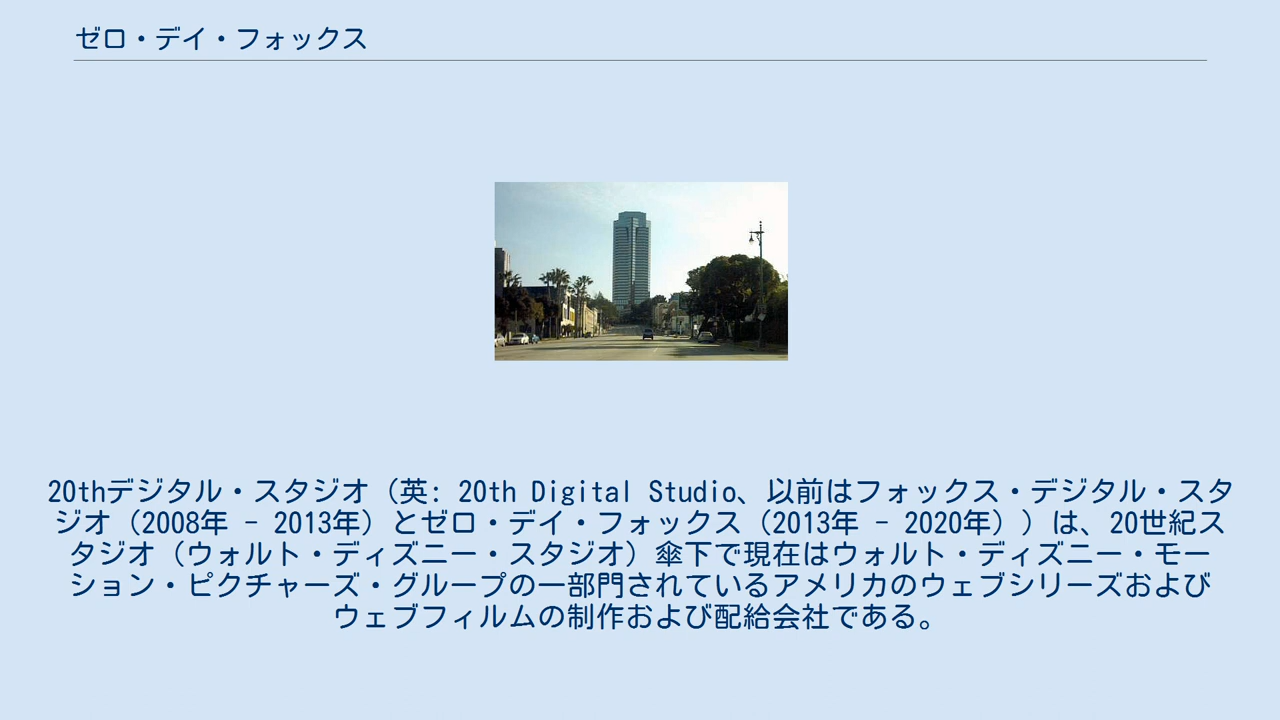 ゼロ・デイ・フォックス
20thデジタル・スタジオ（英: 20th Digital Studio、以前はフォックス・デジタル・スタ
ジオ（2008年 - 2013年）とゼロ・デイ・フォックス（2013年 - 2020年））は、20世紀ス
タジオ（ウォルト・ディズニー・スタジオ）傘下で現在はウォルト・ディズニー・モー
ション・ピクチャーズ・グループの一部門されているアメリカのウェブシリーズおよび
ウェブフィルムの制作および配給会社である。